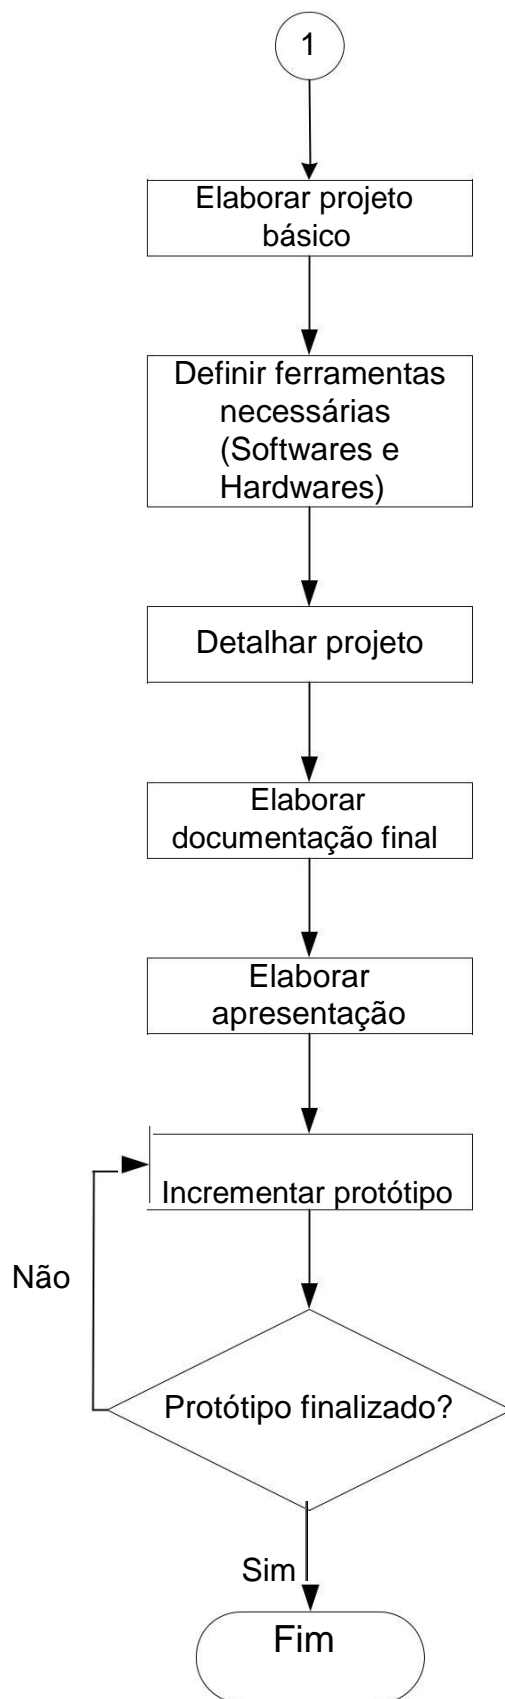 1
Elaborar projeto
básico
Definir ferramentas
necessárias
(Softwares e
Hardwares)
Detalhar projeto
Elaborar
documentação final
Elaborar
apresentação
Incrementar protótipo
Não
Protótipo finalizado?
Sim
Fim